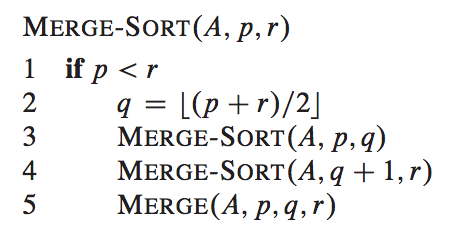 MERGE-SORT(A, p, r)
1 if p < r
2 q = ⌊(p + r)/2⌋
3 MERGE-SORT(A, p, q)
4 MERGE-SORT(A, q + 1, r)
5 MERGE(A, p, q, r)